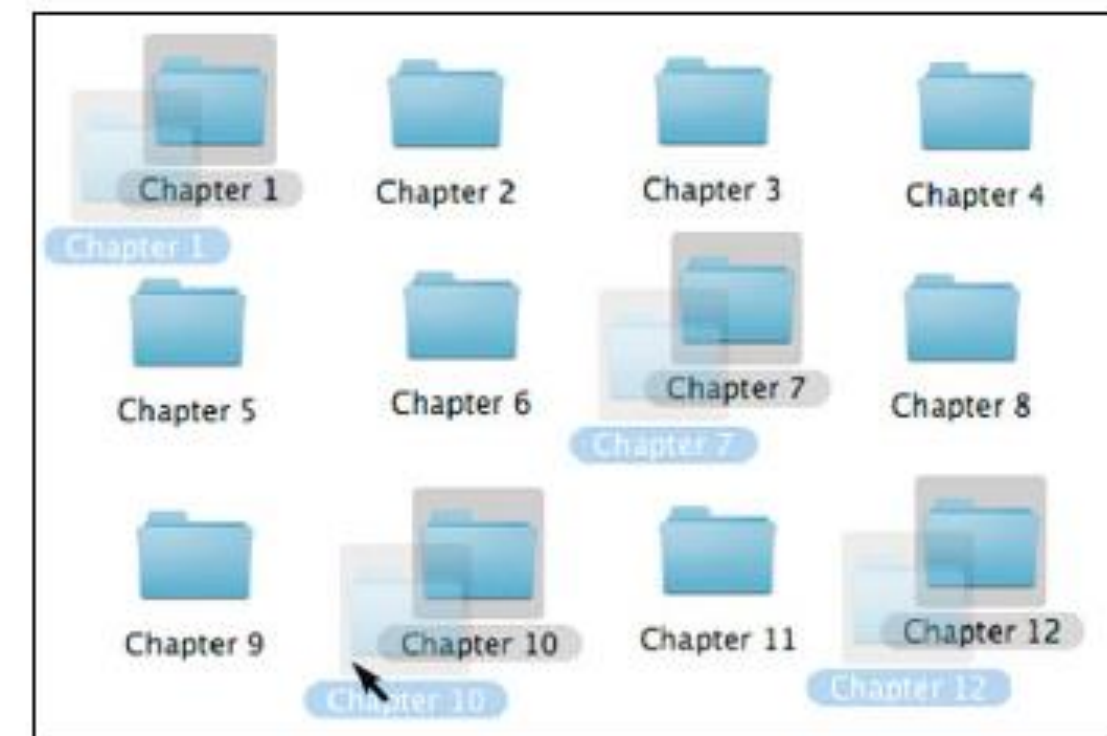 Chapter 1
Chapter 2
Chapter 3
Chapter 4
Chapter 1
Chapter 5
Chapter 6
Chapter 7
Chapter 8
Chapter 7
Chapter 9
Chapter 10
Chapter 11
Chapter 12
Chapter 10
Chapter 12